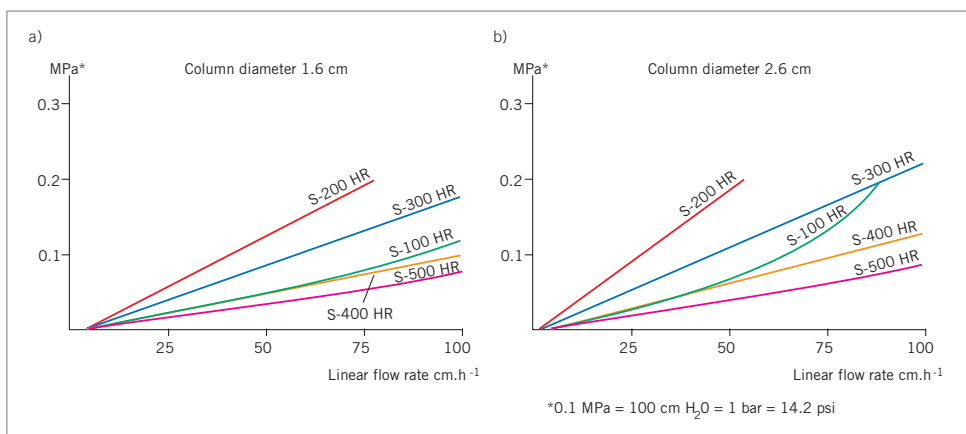 a)
MPa*
Column diameter 1.6 cm
0.3
0.2
0.1
S-200 HR
S-300 HR
S-100 HR
S-500 HR
S-400 HR
25 50 75 100
Linear flow rate cm.h⁻¹
b)
MPa*
Column diameter 2.6 cm
0.3
0.2
0.1
S-200 HR
S-300 HR
S-100 HR
S-400 HR
S-500 HR
25 50 75 100
Linear flow rate cm.h⁻¹
*0.1 MPa = 100 cm H₂0 = 1 bar = 14.2 psi